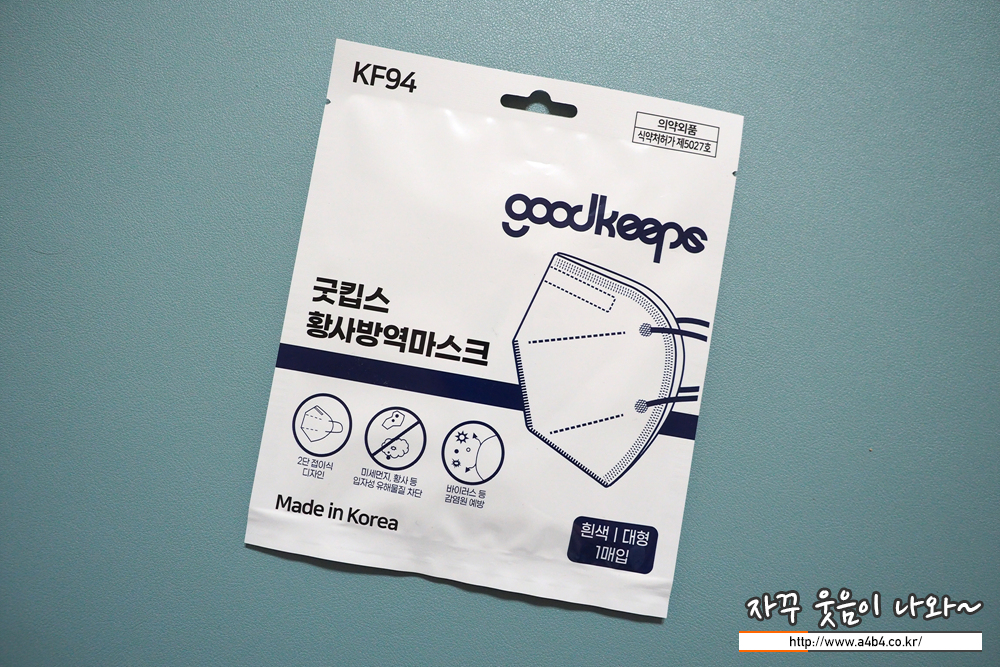 KF94
의약외품
식약처허가 제5027호
goodkeeps
굿킵스
황사방역마스크
2단 접이식
디자인
미세먼지, 황사 등
입자성 유해물질 차단
바이러스 등
감염원 예방
Made in Korea
흰색 | 대형
1매입
자꾸 웃음이 나와~
http://www.a4b4.co.kr/